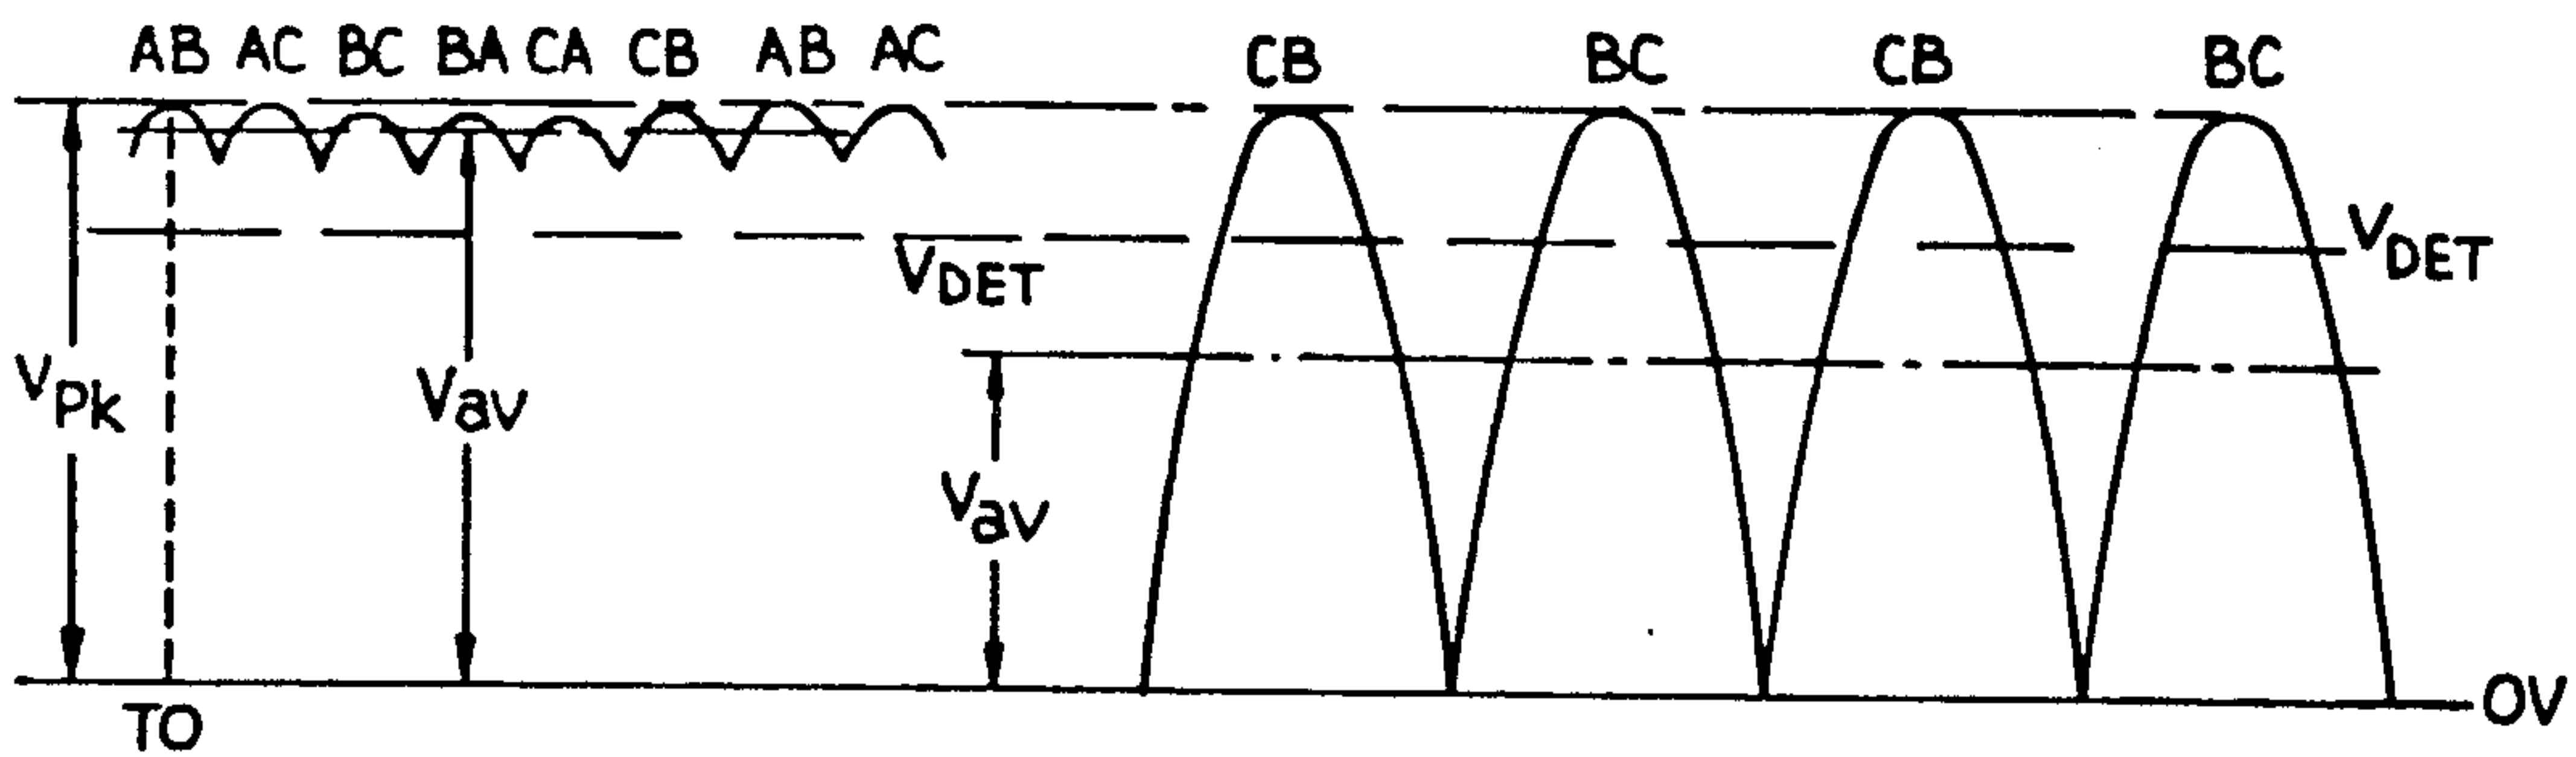 AB AC BC BA CA CB AB AC CB BC CB BC
VDET VDET
VPk Vav Vav
TO OV